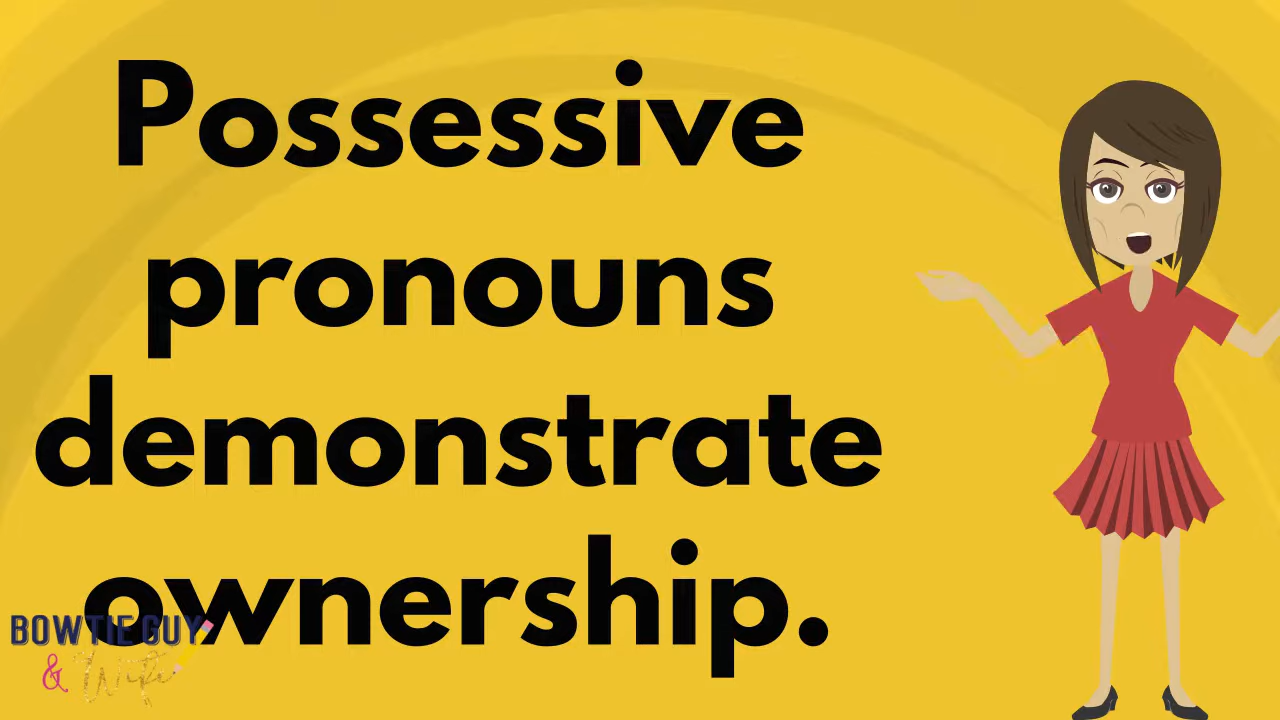 Possessive
pronouns
demonstrate
ownership.
BOWTIE GUY
& Wife